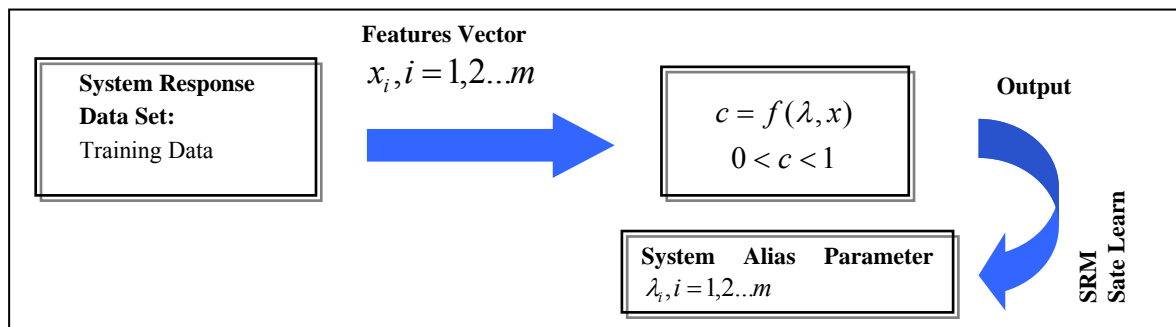 System Response
Data Set:
Training Data
Features Vector
x_i, i = 1,2...m
c = f(λ, x)
0 < c < 1
Output
SRM
Sate Learn
System Alias Parameter
λ_i, i = 1,2...m